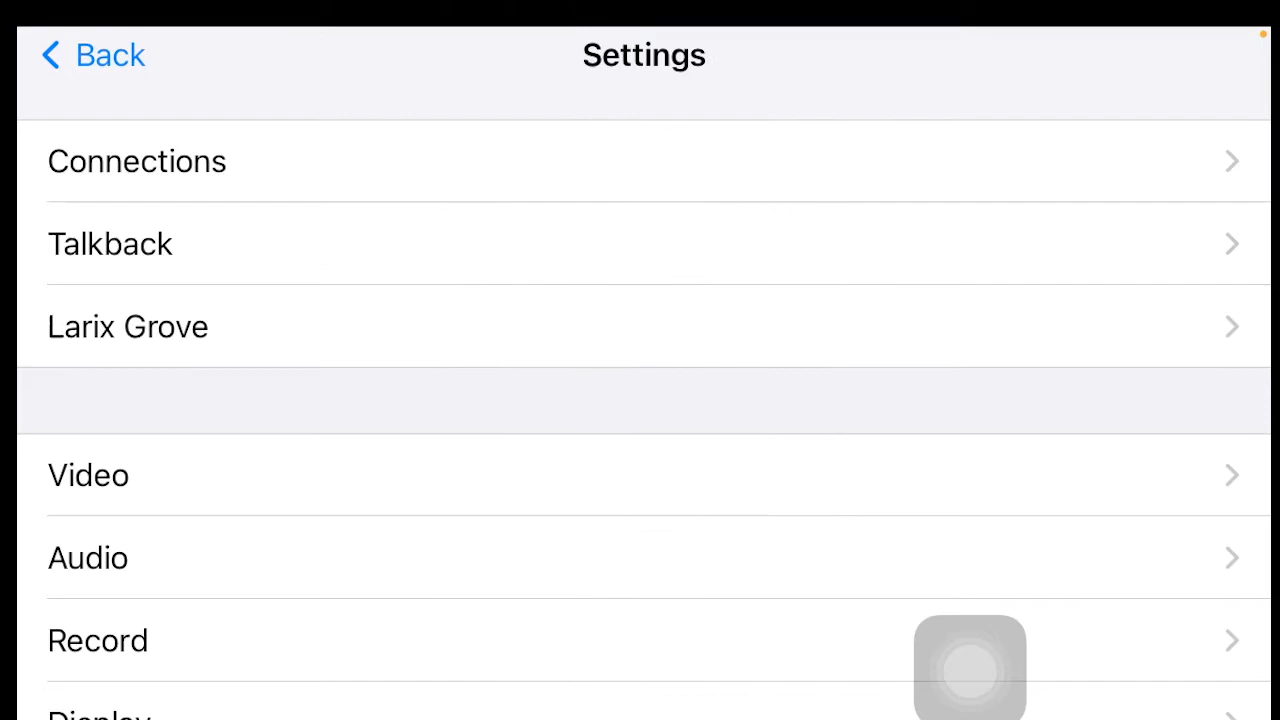 Back
Settings
Connections
Talkback
Larix Grove
Video
Audio
Record
Display